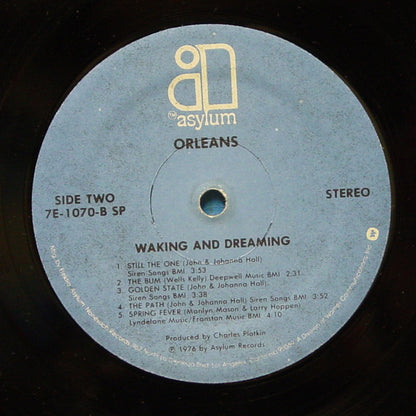 TM asylum
ORLEANS
SIDE TWO
7E-1070-B SP
STEREO
WAKING AND DREAMING
1 STILL THE ONE (John & Johanna Hall)
Siren Songs BMI 3:53
2 THE BUM (Wells Kelly) Deepwell Music BMI 2:31
3 GOLDEN STATE (John & Johanna Hall)
Siren Songs BMI 3:38
4 THE PATH (John & Johanna Hall) Siren Songs BMI 3:52
5 SPRING FEVER (Marilyn Mason & Larry Hoppen)
Lyndelane Music/Framtan Music BMI 4:10
Produced by Charles Plotkin
℗ 1976 by Asylum Records